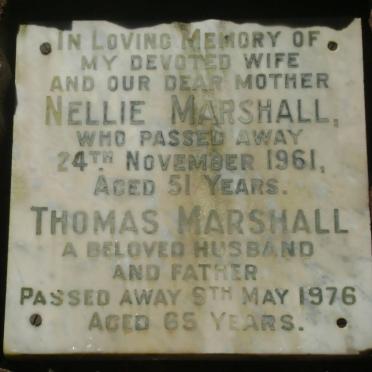 IN LOVING MEMORY OF
MY DEVOTED WIFE
AND OUR DEAR MOTHER
NELLIE MARSHALL,
WHO PASSED AWAY
24TH NOVEMBER 1961,
AGED 51 YEARS.
THOMAS MARSHALL
A BELOVED HUSBAND
AND FATHER
PASSED AWAY MAY 1976
AGED 65 YEARS.